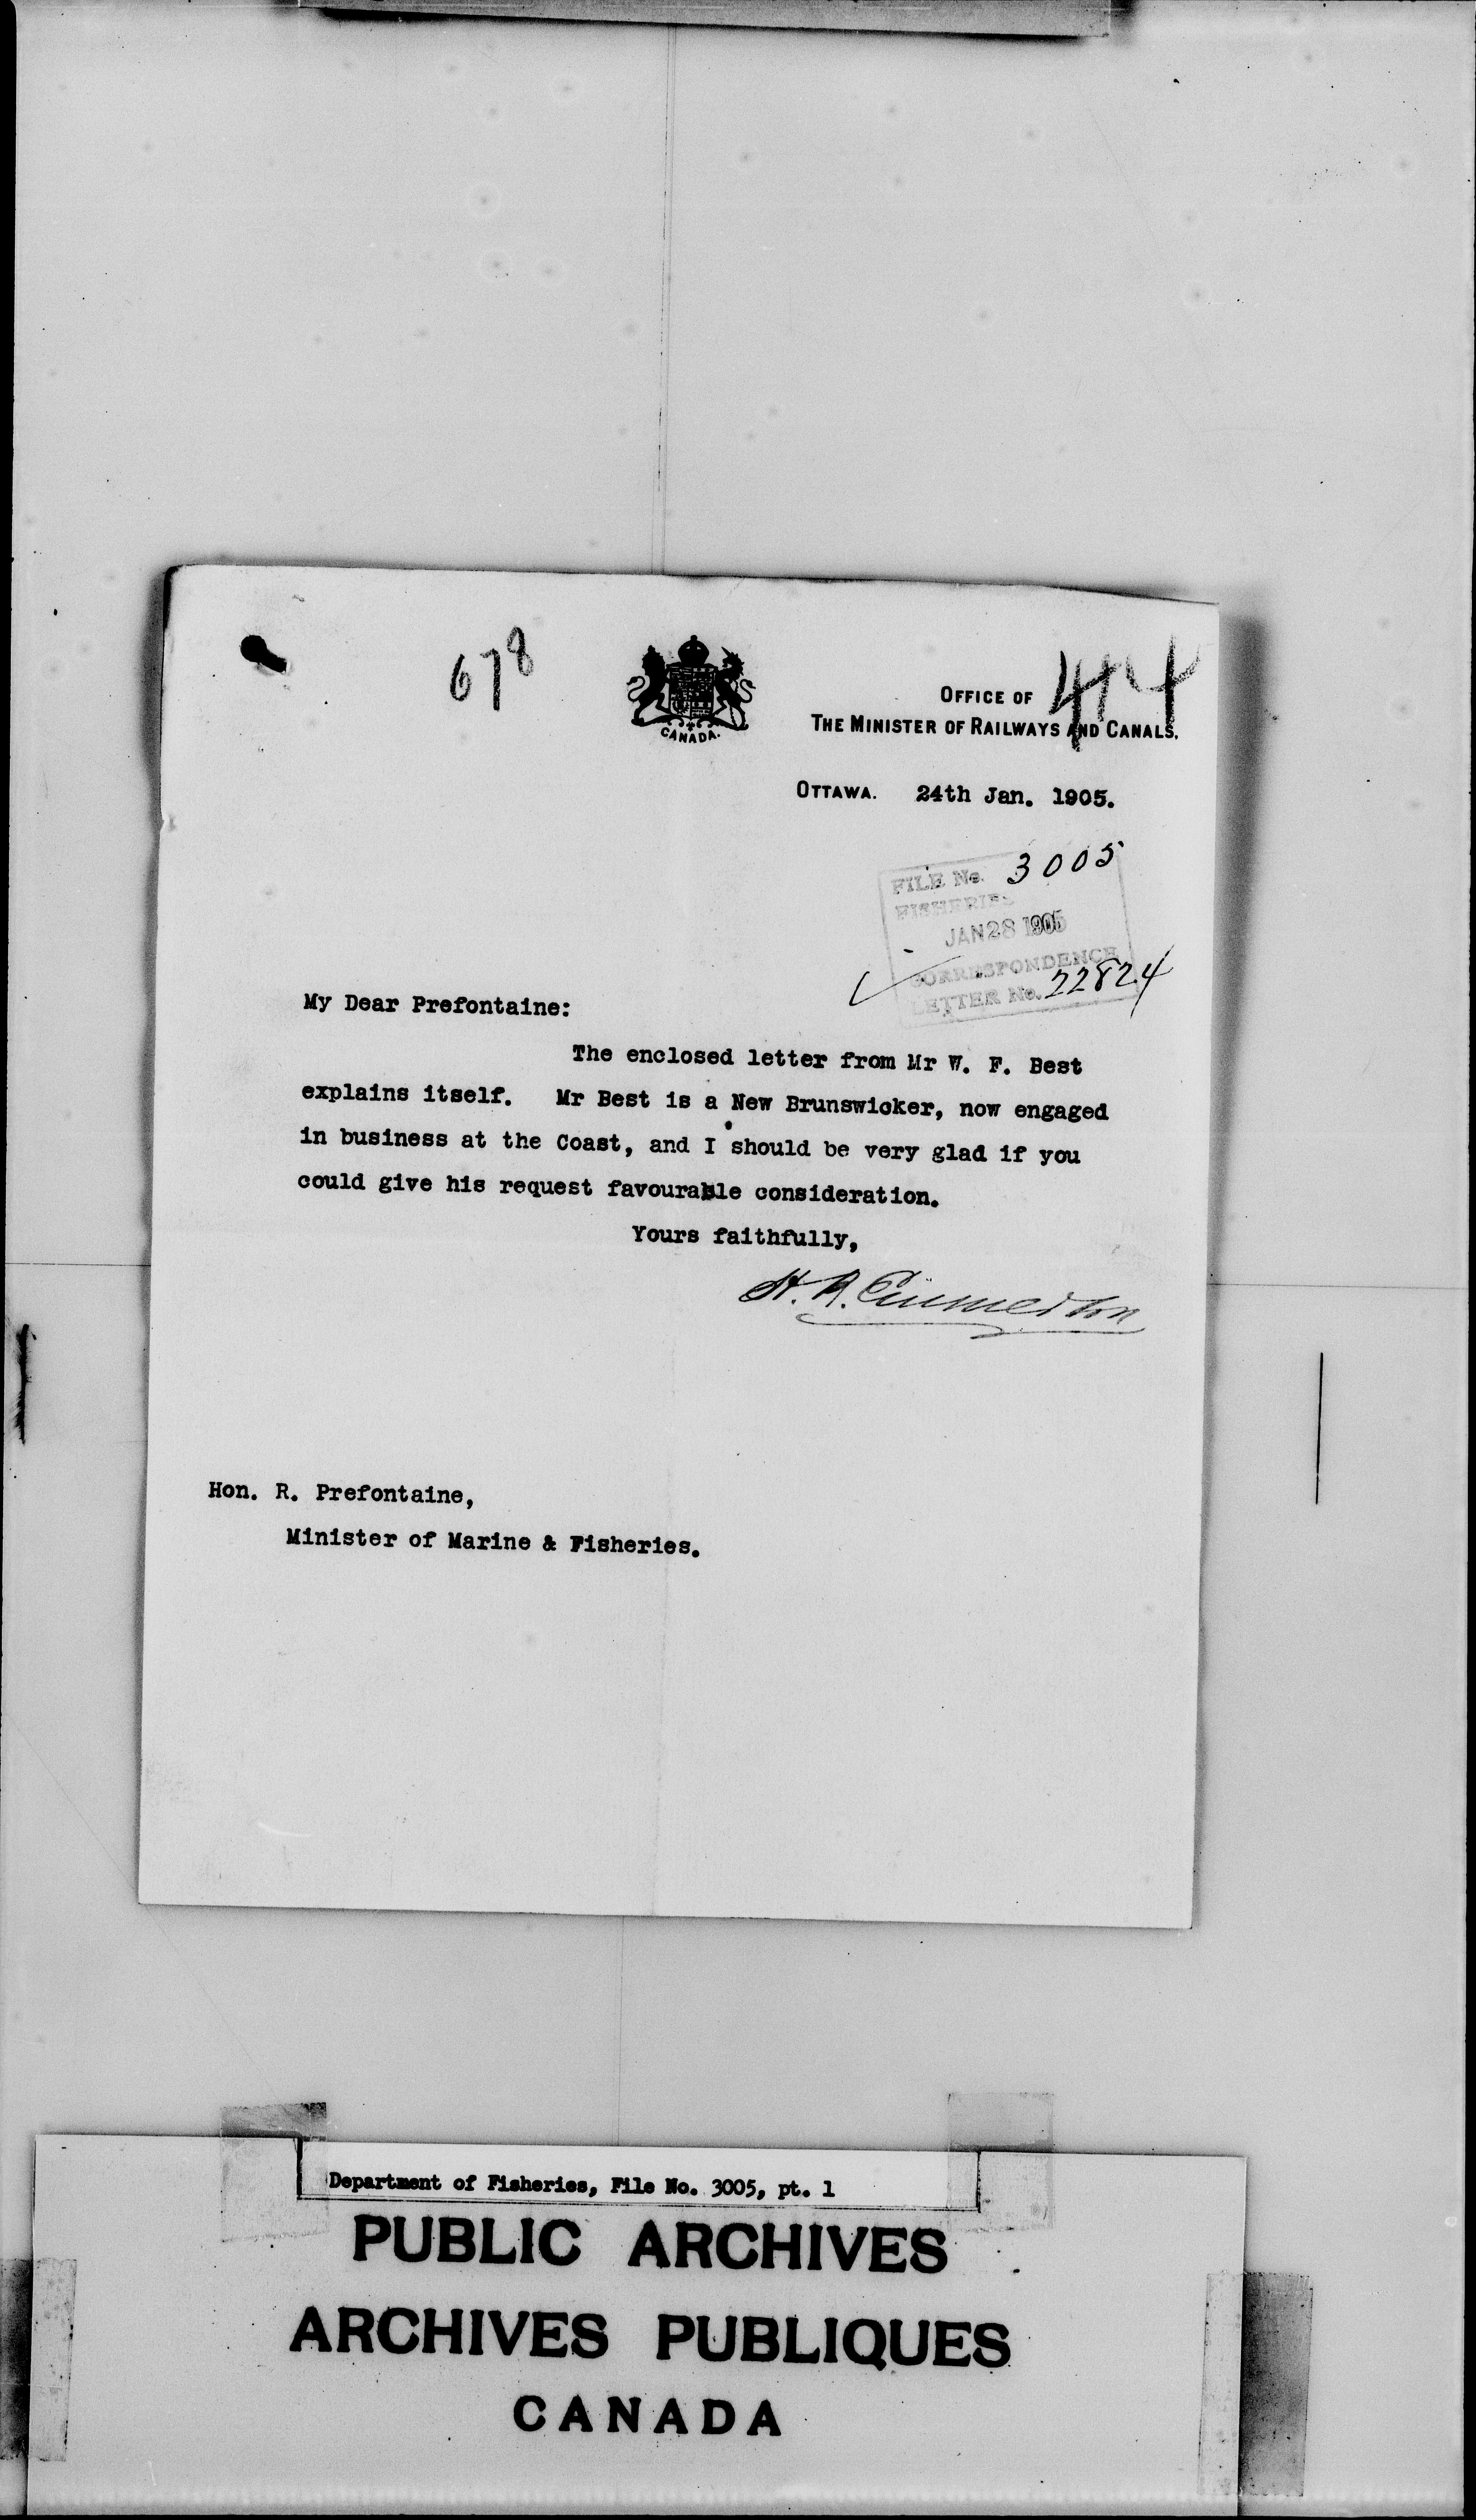 678
CANADA.
414
OFFICE OF
THE MINISTER OF RAILWAYS AND CANALS.
OTTAWA. 24th Jan. 1905.
FILE No. 3005
FISHERIES
JAN 28 1905
CORRESPONDENCE
LETTER No. 22824
My Dear Prefontaine:
The enclosed letter from Mr W. F. Best
explains itself. Mr Best is a New Brunswicker, now engaged
in business at the Coast, and I should be very glad if you
could give his request favourable consideration.
Yours faithfully,
H. R. Emmerson
Hon. R. Prefontaine,
Minister of Marine & Fisheries.
Department of Fisheries, File No. 3005, pt. 1
PUBLIC ARCHIVES
ARCHIVES PUBLIQUES
CANADA